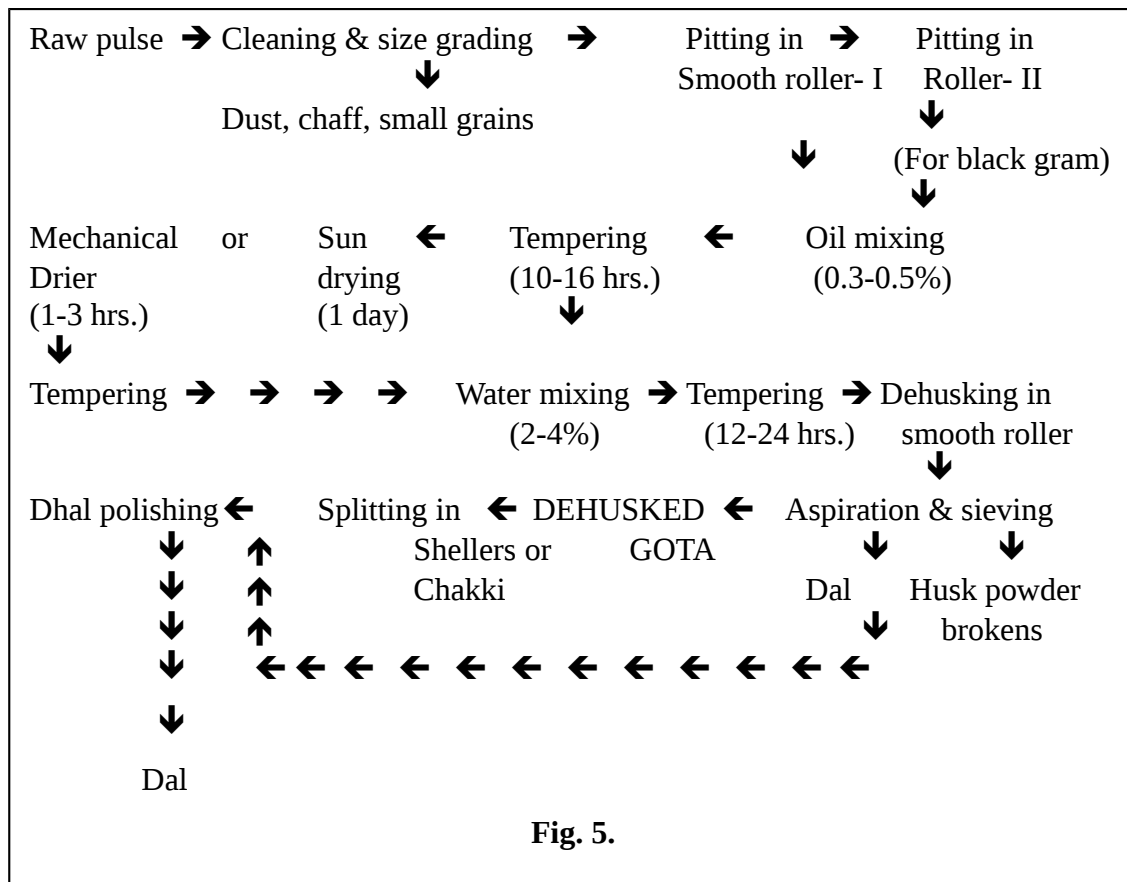 Raw pulse ➔ Cleaning & size grading ➔ Pitting in ➔ Pitting in
Smooth roller- I Roller- II
Dust, chaff, small grains
(For black gram)
Mechanical or Sun ← Tempering ← Oil mixing
Drier drying (10-16 hrs.) (0.3-0.5%)
(1-3 hrs.) (1 day)
Tempering ➔ ➔ ➔ ➔ Water mixing ➔ Tempering ➔ Dehusking in
(2-4%) (12-24 hrs.) smooth roller
Dhal polishing ← Splitting in ← DEHUSKED ← Aspiration & sieving
Shellers or GOTA
Chakki Dal Husk powder
brokens
Dal
Fig. 5.